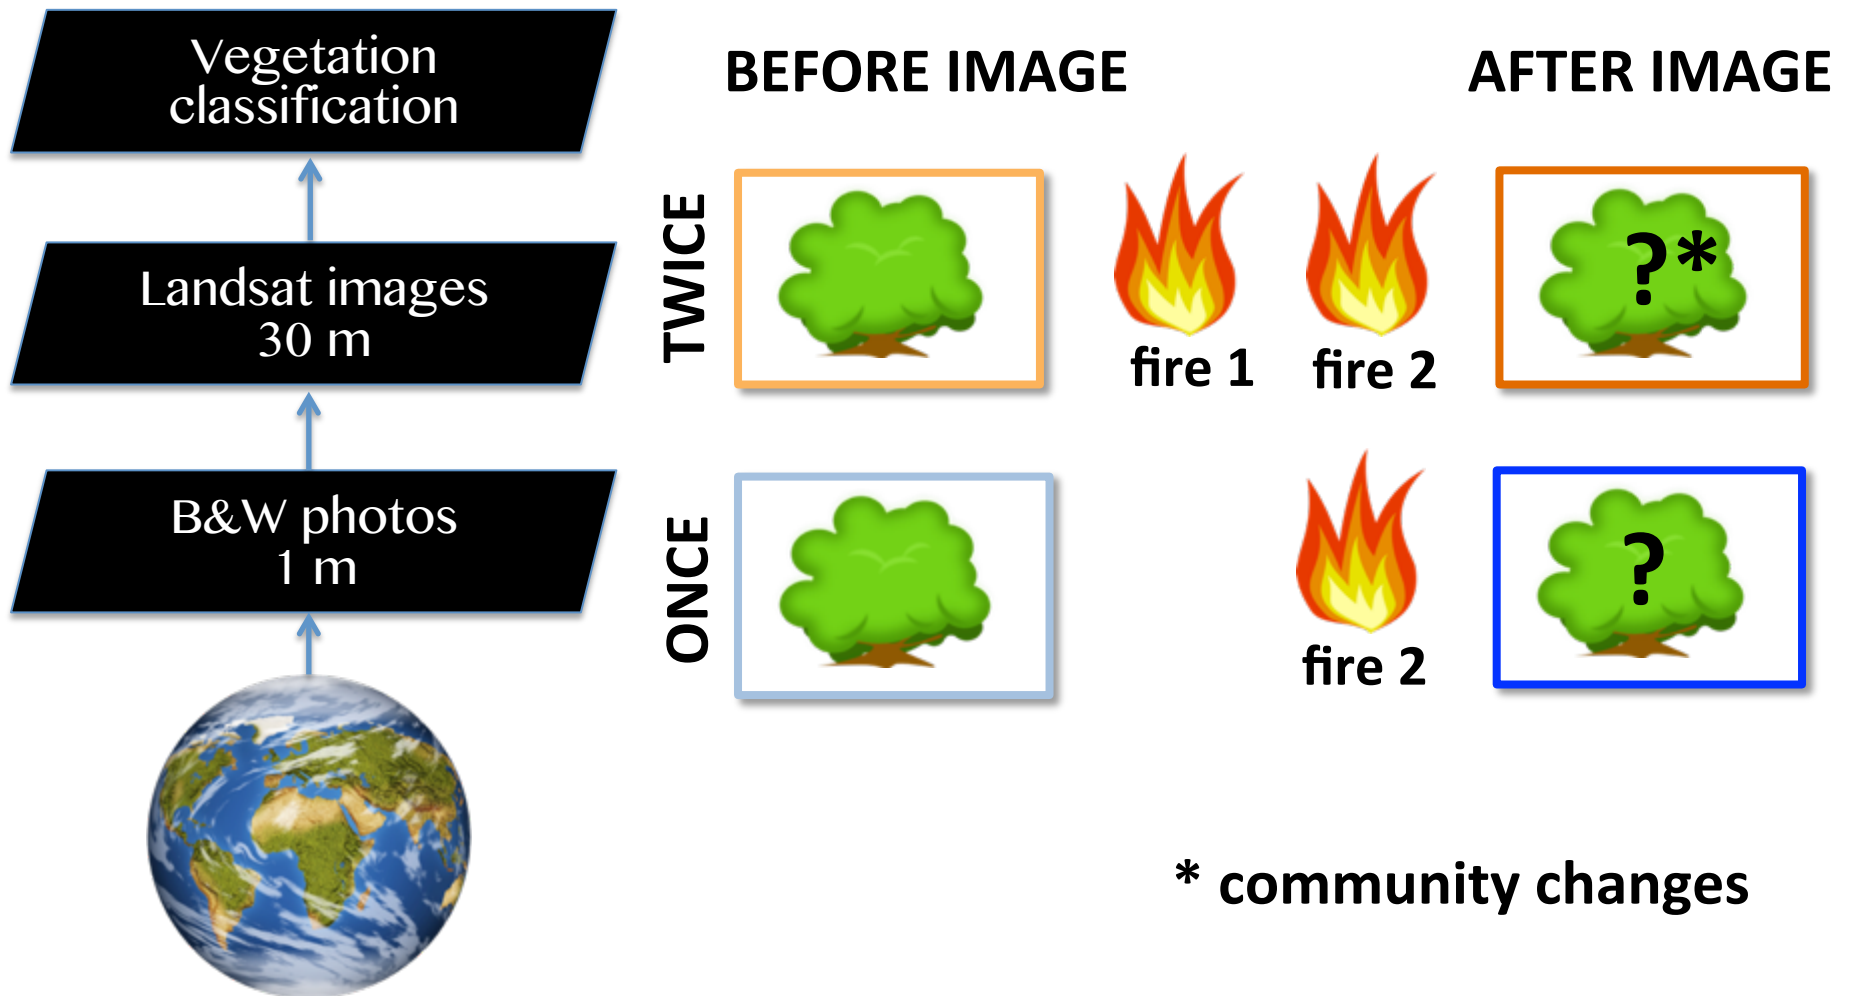 Vegetation
classification
Landsat images
30 m
B&W photos
1 m
BEFORE IMAGE
AFTER IMAGE
TWICE
fire 1
fire 2
?*
ONCE
fire 2
?
* community changes